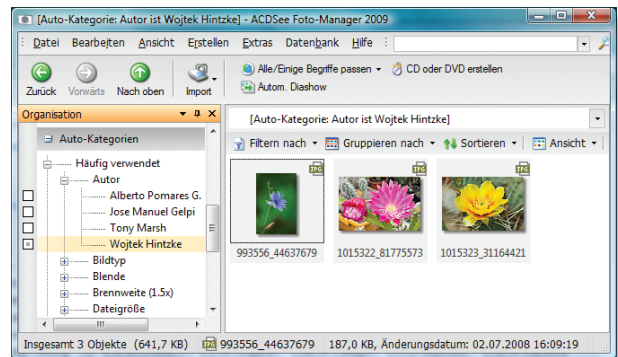 [Auto-Kategorie: Autor ist Wojtek Hintzke] - ACDSee Foto-Manager 2009
Datei Bearbeiten Ansicht Erstellen Extras Datenbank Hilfe
Zurück Vorwärts Nach oben Import
Alle/Einige Begriffe passen CD oder DVD erstellen
Autom. Diashow
Organisation
[Auto-Kategorie: Autor ist Wojtek Hintzke]
Filtern nach Gruppieren nach Sortieren Ansicht
Auto-Kategorien
Häufig verwendet
Autor
Alberto Pomares G.
Jose Manuel Gelpi
Tony Marsh
Wojtek Hintzke
Bildtyp
Blende
Brennweite (1.5x)
Dateigröße
JPG JPG JPG
993556_44637679 1015322_81775573 1015323_31164421
Insgesamt 3 Objekte (641,7 KB) JPG 993556_44637679 187,0 KB, Änderungsdatum: 02.07.2008 16:09:19